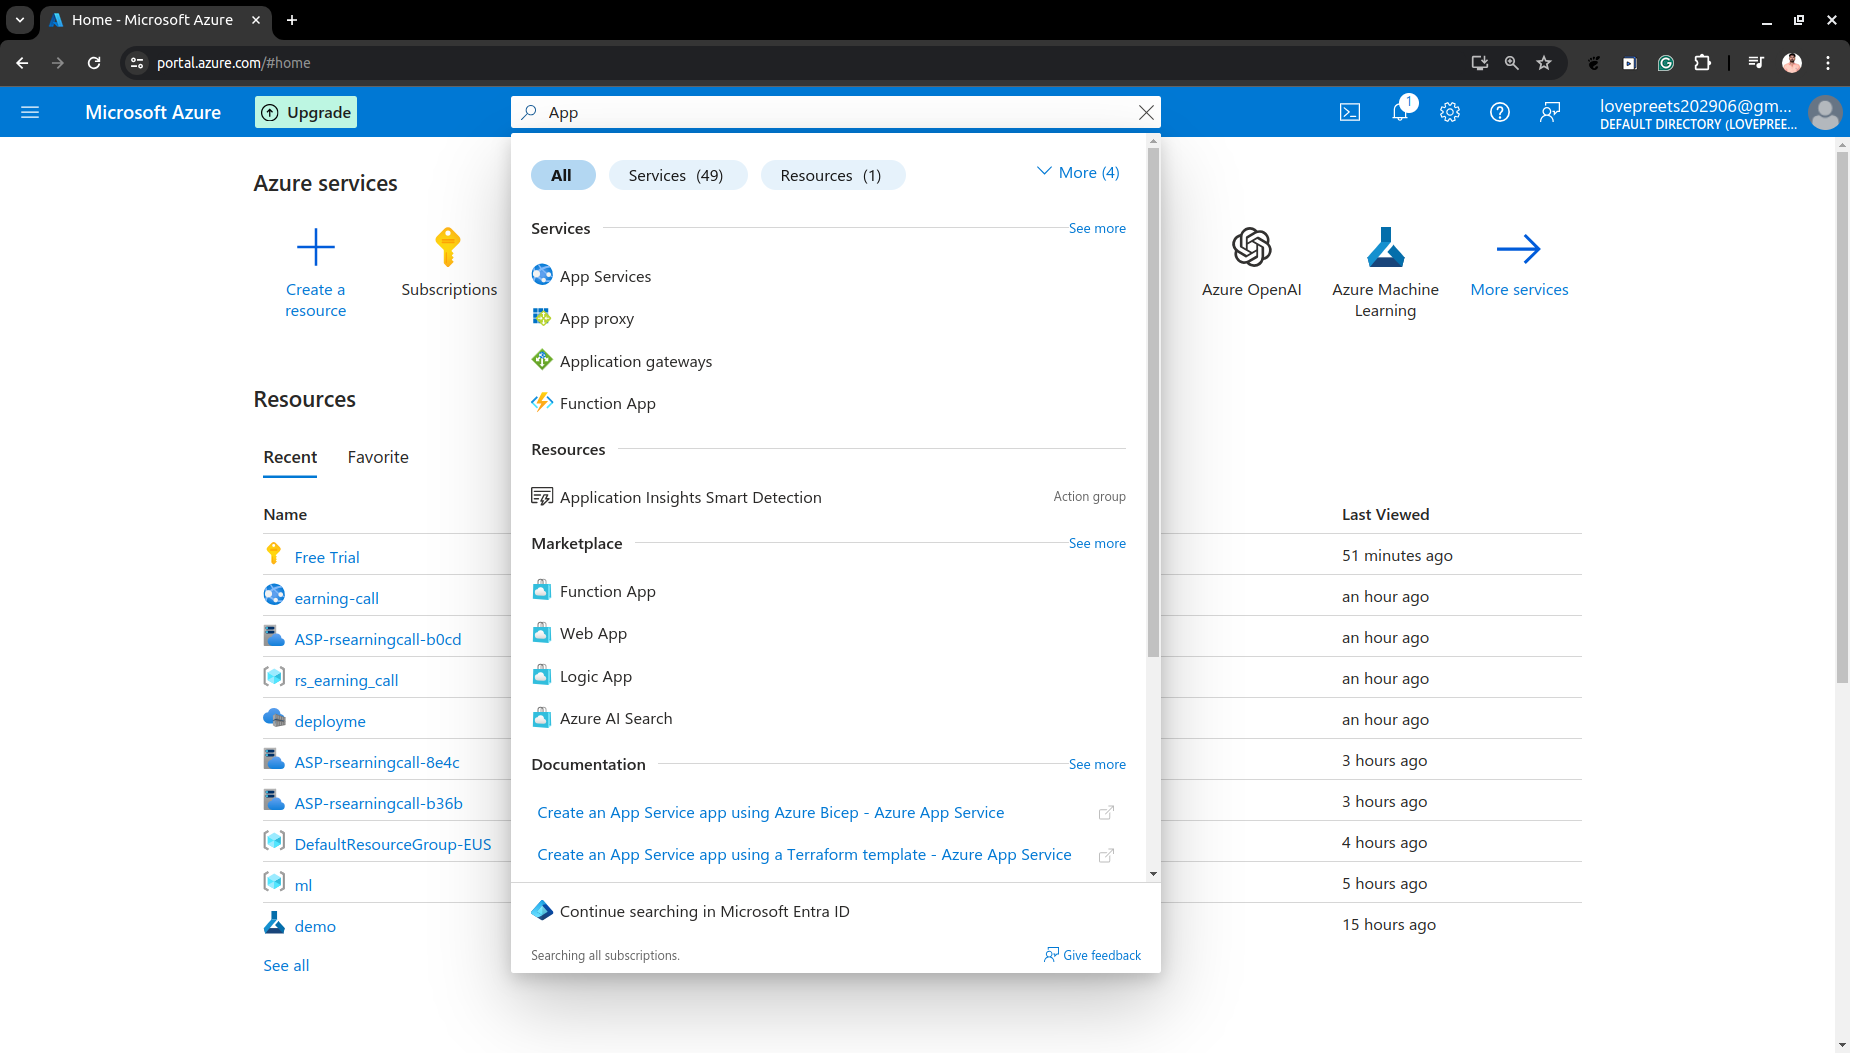 Home - Microsoft Azure
portal.azure.com/#home
Microsoft Azure
Upgrade
App
1
lovepreets202906@gm...
DEFAULT DIRECTORY (LOVEPREE...
Azure services
Create a
resource
Subscriptions
Azure OpenAI
Azure Machine
Learning
More services
All
Services (49)
Resources (1)
More (4)
Services
See more
App Services
App proxy
Application gateways
Function App
Resources
Application Insights Smart Detection
Action group
Marketplace
See more
Function App
Web App
Logic App
Azure AI Search
Documentation
See more
Create an App Service app using Azure Bicep - Azure App Service
Create an App Service app using a Terraform template - Azure App Service
Continue searching in Microsoft Entra ID
Searching all subscriptions.
Give feedback
Resources
Recent
Favorite
Name
Last Viewed
Free Trial
51 minutes ago
earning-call
an hour ago
ASP-rsearningcall-b0cd
an hour ago
rs_earning_call
an hour ago
deployme
an hour ago
ASP-rsearningcall-8e4c
3 hours ago
ASP-rsearningcall-b36b
3 hours ago
DefaultResourceGroup-EUS
4 hours ago
ml
5 hours ago
demo
15 hours ago
See all